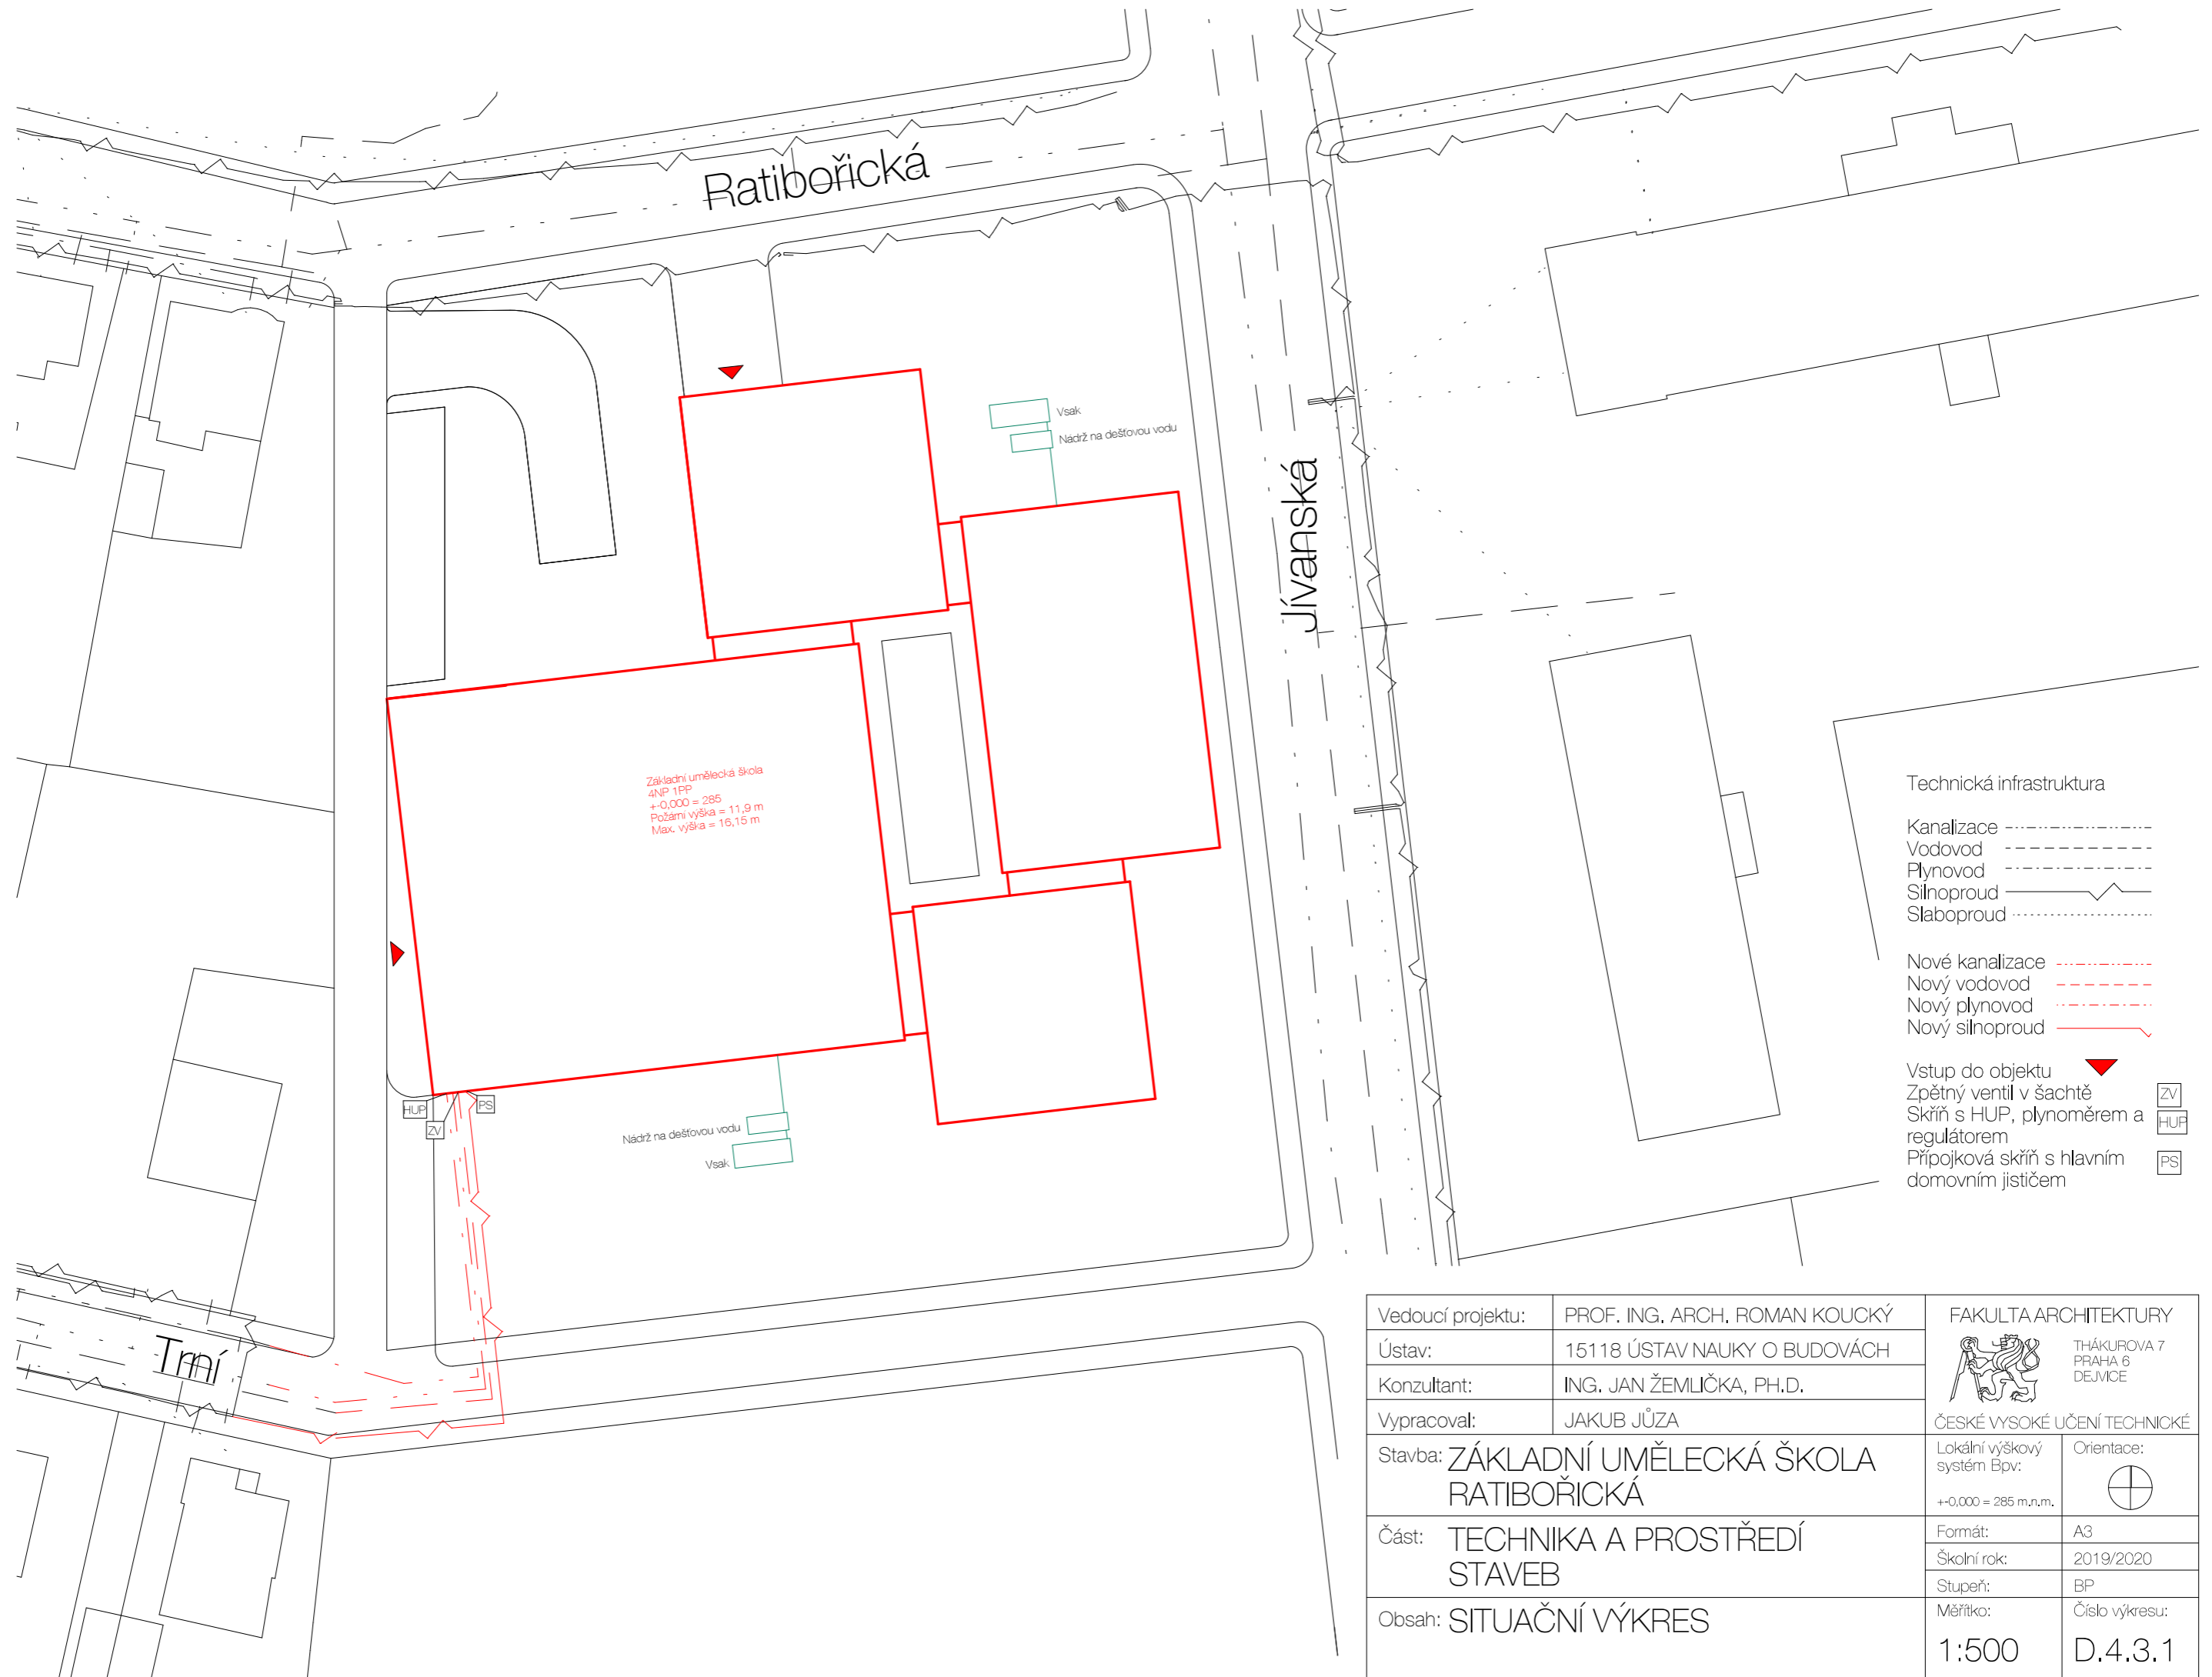 Ratibořická
Vsak
Nádrž na dešťovou vodu
Jívanská
Základní umělecká škola
4NP 1PP
+-0,000 = 285
Požární výška = 11,9 m
Max. výška = 16,15 m
HUP
ZV
PS
Nádrž na dešťovou vodu
Vsak
Trní
Technická infrastruktura
Kanalizace
Vodovod
Plynovod
Silnoproud
Slaboproud
Nové kanalizace
Nový vodovod
Nový plynovod
Nový silnoproud
Vstup do objektu
Zpětný ventil v šachtě ZV
Skříň s HUP, plynoměrem a HUP
regulátorem
Přípojková skříň s hlavním PS
domovním jističem
Vedoucí projektu: PROF. ING. ARCH. ROMAN KOUCKÝ
Ústav: 15118 ÚSTAV NAUKY O BUDOVÁCH
Konzultant: ING. JAN ŽEMLIČKA, PH.D.
Vypracoval: JAKUB JŮZA
FAKULTA ARCHITEKTURY
THÁKUROVA 7
PRAHA 6
DEJVICE
ČESKÉ VYSOKÉ UČENÍ TECHNICKÉ
Stavba: ZÁKLADNÍ UMĚLECKÁ ŠKOLA
RATIBOŘICKÁ
Lokální výškový
systém Bpv:
+-0,000 = 285 m.n.m.
Orientace:
Část: TECHNIKA A PROSTŘEDÍ
STAVEB
Formát: A3
Školní rok: 2019/2020
Stupeň: BP
Obsah: SITUAČNÍ VÝKRES
Měřítko:
1:500
Číslo výkresu:
D.4.3.1